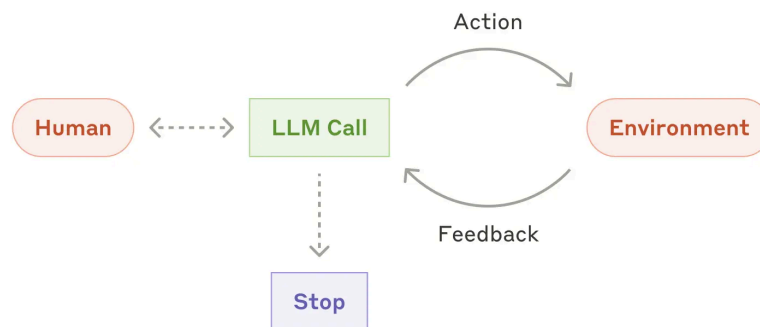 Action
Human
LLM Call
Environment
Feedback
Stop